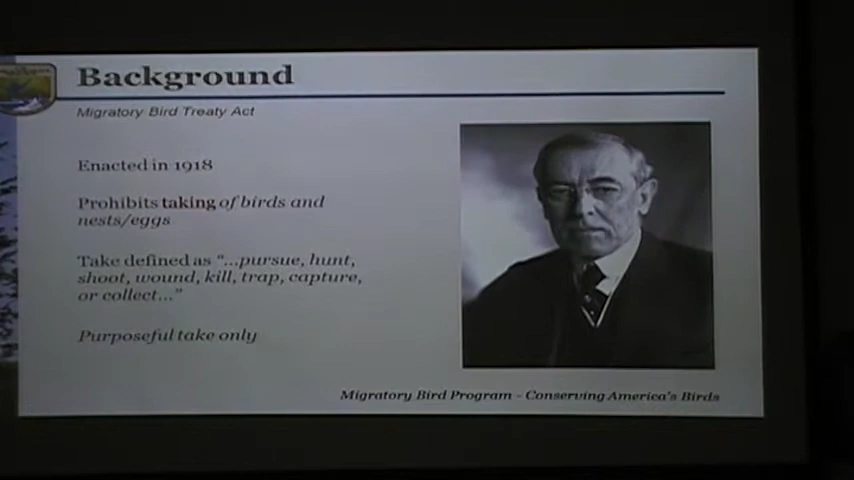 Background
Migratory Bird Treaty Act
Enacted in 1918
Prohibits taking of birds and
nests/eggs
Take defined as "...pursue, hunt,
shoot, wound, kill, trap, capture,
or collect..."
Purposeful take only
Migratory Bird Program - Conserving America's Birds